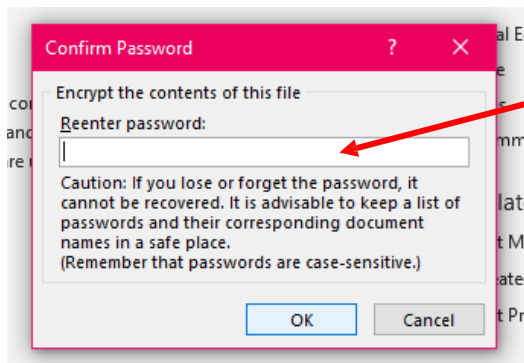 Confirm Password
?
Encrypt the contents of this file
Reenter password:
Caution: If you lose or forget the password, it
cannot be recovered. It is advisable to keep a list of
passwords and their corresponding document
names in a safe place.
(Remember that passwords are case-sensitive.)
OK Cancel